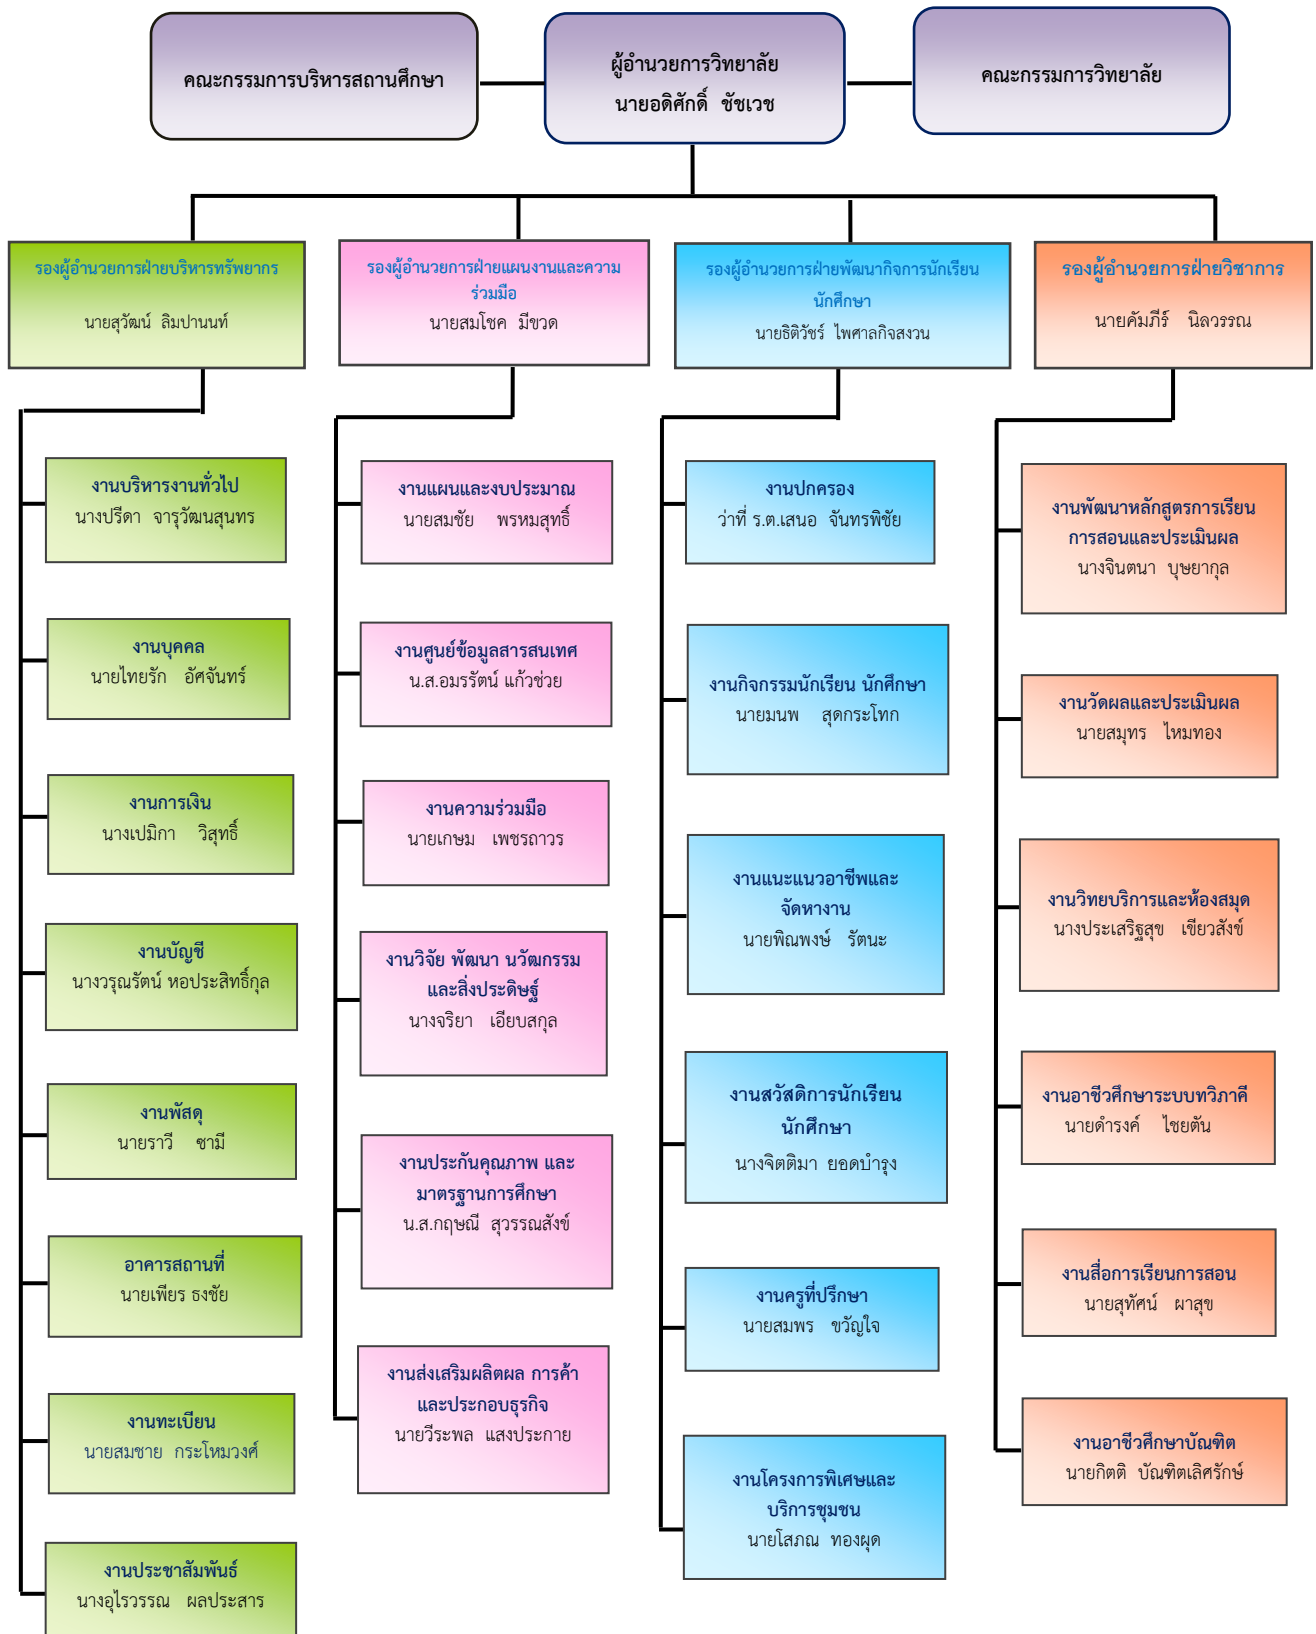 คณะกรรมการบริหารสถานศึกษา
ผู้อำนวยการวิทยาลัย
นายอดิศักดิ์ ชัชเวช
คณะกรรมการวิทยาลัย
รองผู้อำนวยการฝ่ายบริหารทรัพยากร
นายสุวัฒน์ ลิมปานนท์
รองผู้อำนวยการฝ่ายแผนงานและความ
ร่วมมือ
นายสมโชค มีขวด
รองผู้อำนวยการฝ่ายพัฒนากิจการนักเรียน
นักศึกษา
นายธิติวัชร์ ไพศาลกิจสงวน
รองผู้อำนวยการฝ่ายวิชาการ
นายคัมภีร์ นิลวรรณ
งานบริหารงานทั่วไป
นางปรีดา จารุวัฒนสุนทร
งานบุคคล
นายไทยรัก อัศจันทร์
งานการเงิน
นางเปมิกา วิสุทธิ์
งานบัญชี
นางวรุณรัตน์ หอประสิทธิ์กุล
งานพัสดุ
นายราวี ซามี
อาคารสถานที่
นายเพียร ธงชัย
งานทะเบียน
นายสมชาย กระโหมวงศ์
งานประชาสัมพันธ์
นางอุไรวรรณ ผลประสาร
งานแผนและงบประมาณ
นายสมชัย พรหมสุทธิ์
งานศูนย์ข้อมูลสารสนเทศ
น.ส.อมรรัตน์ แก้วช่วย
งานความร่วมมือ
นายเกษม เพชรถาวร
งานวิจัย พัฒนา นวัฒกรรม
และสิ่งประดิษฐ์
นางจริยา เอียบสกุล
งานประกันคุณภาพ และ
มาตรฐานการศึกษา
น.ส.กฤษณี สุวรรณสังข์
งานส่งเสริมผลิตผล การค้า
และประกอบธุรกิจ
นายวีระพล แสงประกาย
งานปกครอง
ว่าที่ ร.ต.เสนอ จันทรพิชัย
งานกิจกรรมนักเรียน นักศึกษา
นายมนพ สุดกระโทก
งานแนะแนวอาชีพและ
จัดหางาน
นายพิณพงษ์ รัตนะ
งานสวัสดิการนักเรียน
นักศึกษา
นางจิตติมา ยอดบำรุง
งานครูที่ปรึกษา
นายสมพร ขวัญใจ
งานโครงการพิเศษและ
บริการชุมชน
นายโสภณ ทองผุด
งานพัฒนาหลักสูตรการเรียน
การสอนและประเมินผล
นางจินตนา บุษยากุล
งานวัดผลและประเมินผล
นายสมุทร ไหมทอง
งานวิทยบริการและห้องสมุด
นางประเสริฐสุข เขียวสังข์
งานอาชีวศึกษาระบบทวิภาคี
นายดำรงค์ ไชยตัน
งานสื่อการเรียนการสอน
นายสุทัศน์ ผาสุข
งานอาชีวศึกษาบัณฑิต
นายกิตติ บัณฑิตเลิศรักษ์